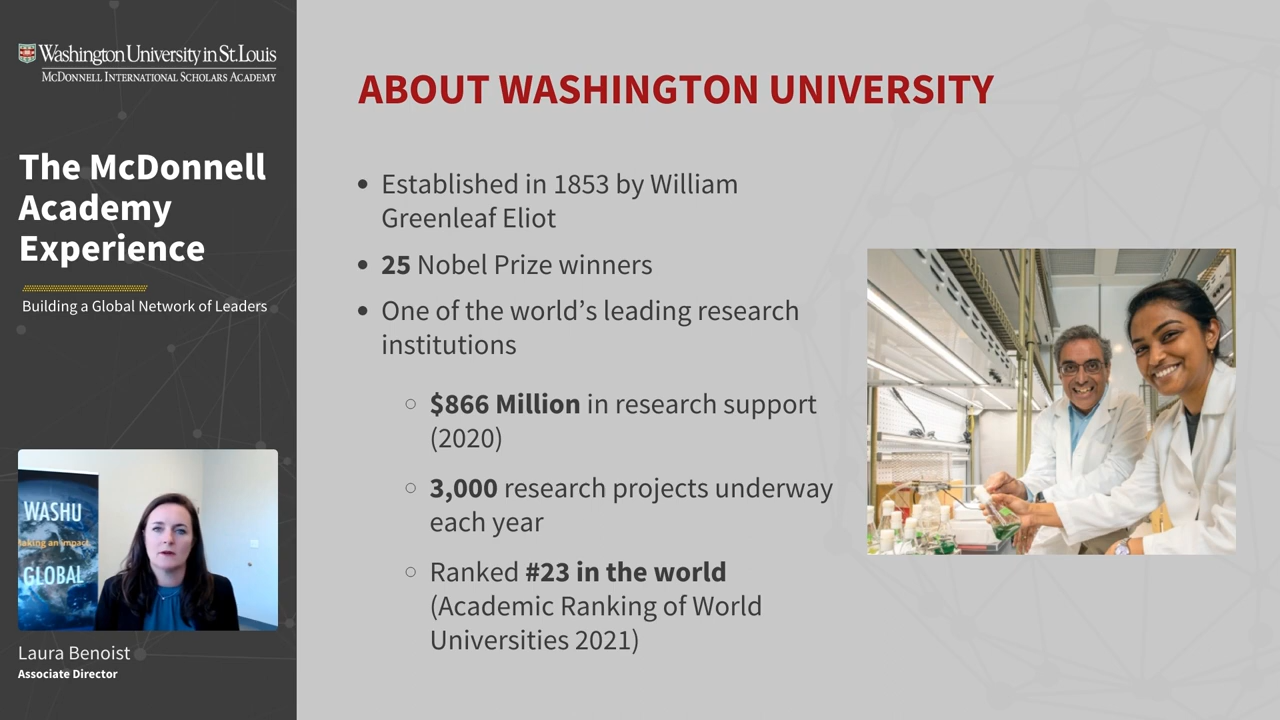 Washington University in St. Louis
McDonnell International Scholars Academy
The McDonnell
Academy
Experience
Building a Global Network of Leaders
WASHU
making an impact
GLOBAL
Laura Benoist
Associate Director
ABOUT WASHINGTON UNIVERSITY
• Established in 1853 by William
Greenleaf Eliot
• 25 Nobel Prize winners
• One of the world’s leading research
institutions
○ $866 Million in research support
(2020)
○ 3,000 research projects underway
each year
○ Ranked #23 in the world
(Academic Ranking of World
Universities 2021)